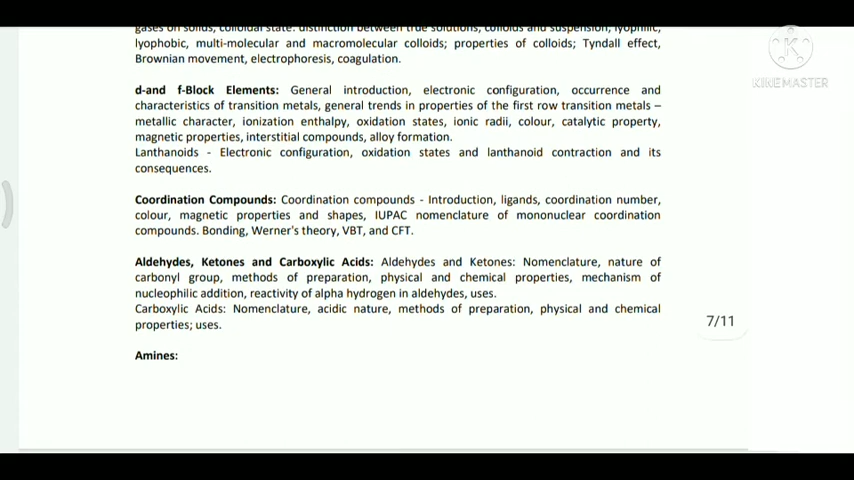 gases on solids, colloidal state: distinction between true solutions, colloids and suspension; lyophilic,
lyophobic, multi-molecular and macromolecular colloids; properties of colloids; Tyndall effect,
Brownian movement, electrophoresis, coagulation.
d-and f-Block Elements: General introduction, electronic configuration, occurrence and
characteristics of transition metals, general trends in properties of the first row transition metals –
metallic character, ionization enthalpy, oxidation states, ionic radii, colour, catalytic property,
magnetic properties, interstitial compounds, alloy formation.
Lanthanoids - Electronic configuration, oxidation states and lanthanoid contraction and its
consequences.
Coordination Compounds: Coordination compounds - Introduction, ligands, coordination number,
colour, magnetic properties and shapes, IUPAC nomenclature of mononuclear coordination
compounds. Bonding, Werner's theory, VBT, and CFT.
Aldehydes, Ketones and Carboxylic Acids: Aldehydes and Ketones: Nomenclature, nature of
carbonyl group, methods of preparation, physical and chemical properties, mechanism of
nucleophilic addition, reactivity of alpha hydrogen in aldehydes, uses.
Carboxylic Acids: Nomenclature, acidic nature, methods of preparation, physical and chemical
properties; uses.
Amines:
7/11
K
KINEMASTER